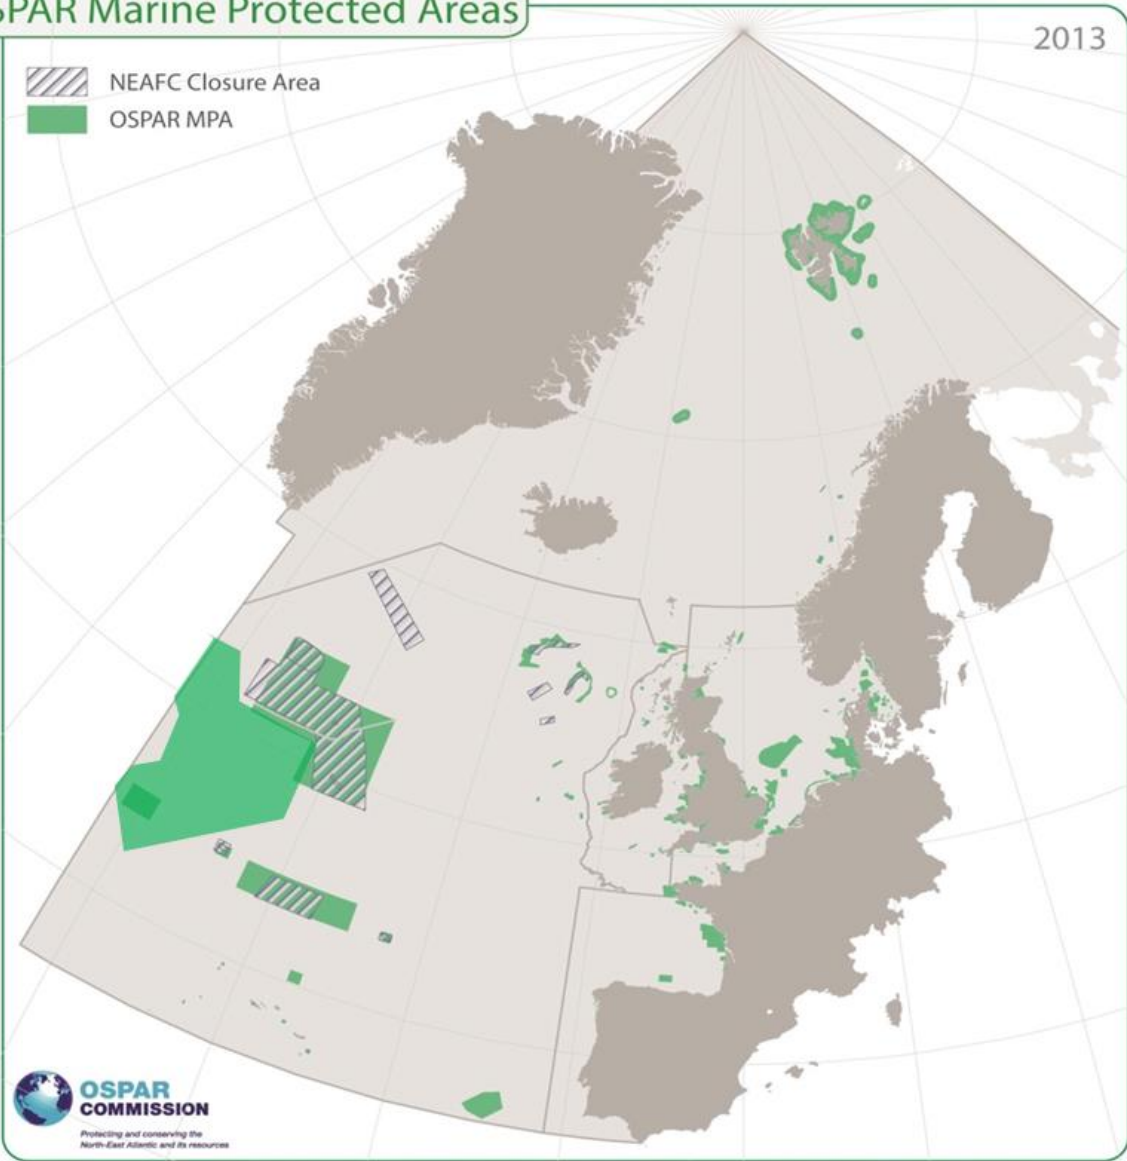 SPAR Marine Protected Areas
2013
NEAFC Closure Area
OSPAR MPA
OSPAR
COMMISSION
Protecting and conserving the
North-East Atlantic and its resources